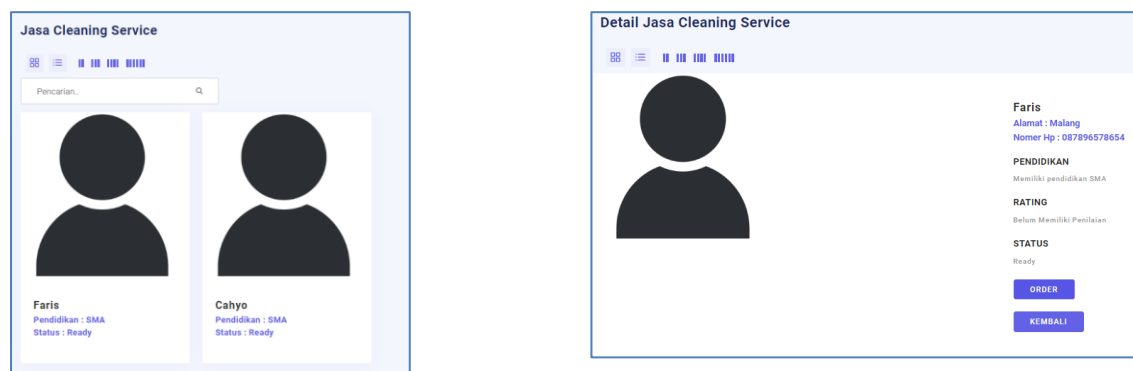 Jasa Cleaning Service
Pencarian..
Faris
Pendidikan : SMA
Status : Ready
Cahyo
Pendidikan : SMA
Status : Ready
Detail Jasa Cleaning Service
Faris
Alamat : Malang
Nomer Hp : 087896578654
PENDIDIKAN
Memiliki pendidikan SMA
RATING
Belum Memiliki Penilaian
STATUS
Ready
ORDER
KEMBALI